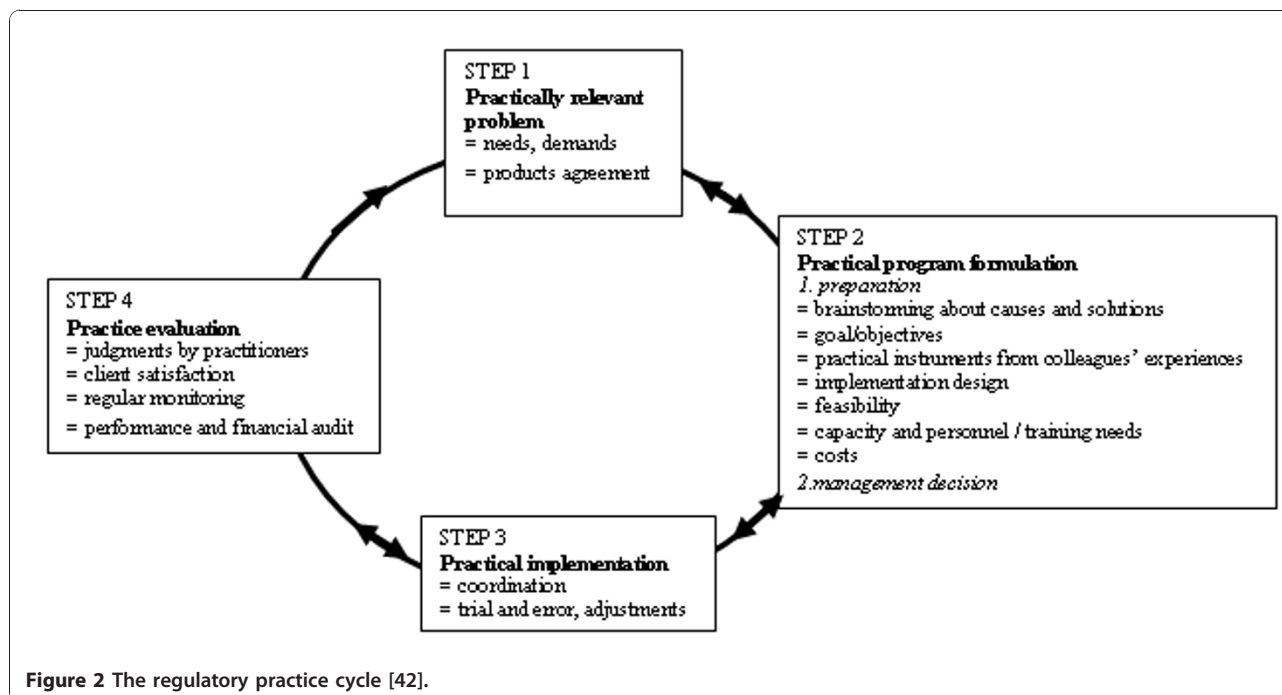 STEP 1
Practically relevant
problem
= needs, demands
= products agreement
STEP 2
Practical program formulation
1. preparation
= brainstorming about causes and solutions
= goal/objectives
= practical instruments from colleagues’ experiences
= implementation design
= feasibility
= capacity and personnel / training needs
= costs
2.management decision
STEP 3
Practical implementation
= coordination
= trial and error, adjustments
STEP 4
Practice evaluation
= judgments by practitioners
= client satisfaction
= regular monitoring
= performance and financial audit
Figure 2 The regulatory practice cycle [42].